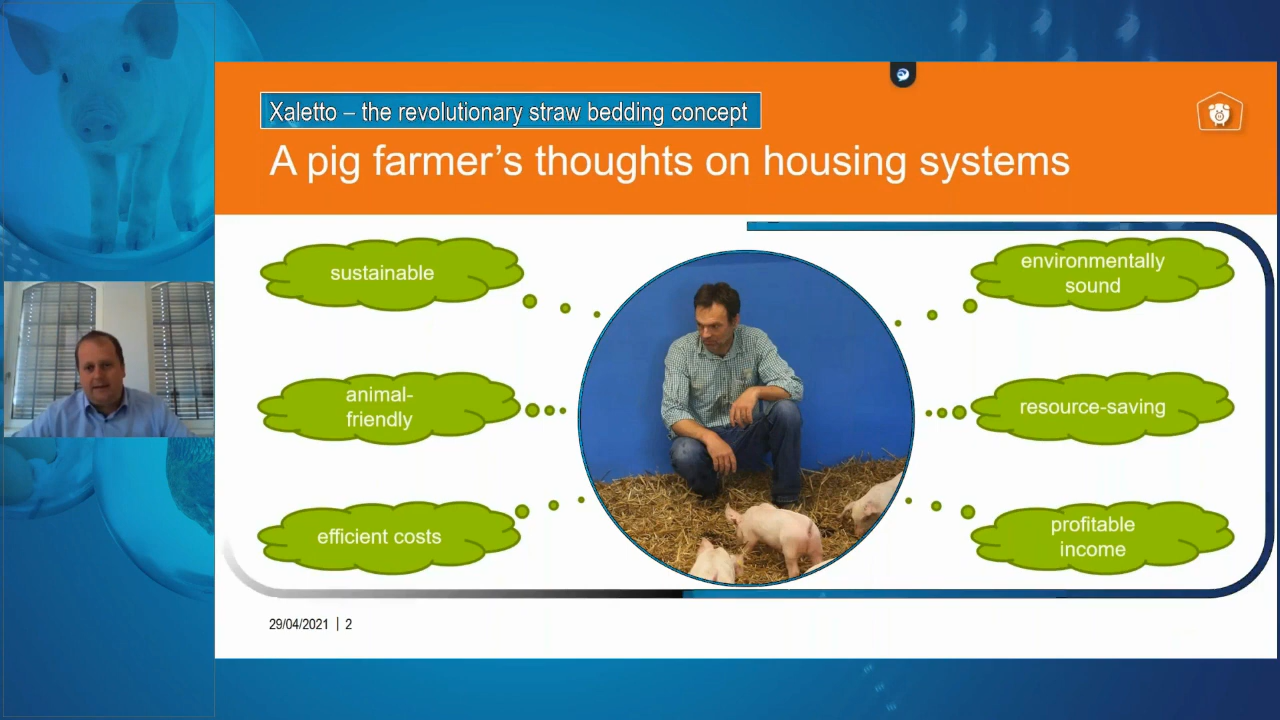 Xaletto – the revolutionary straw bedding concept
A pig farmer’s thoughts on housing systems
sustainable
environmentally
sound
animal-
friendly
resource-saving
efficient costs
profitable
income
29/04/2021 | 2